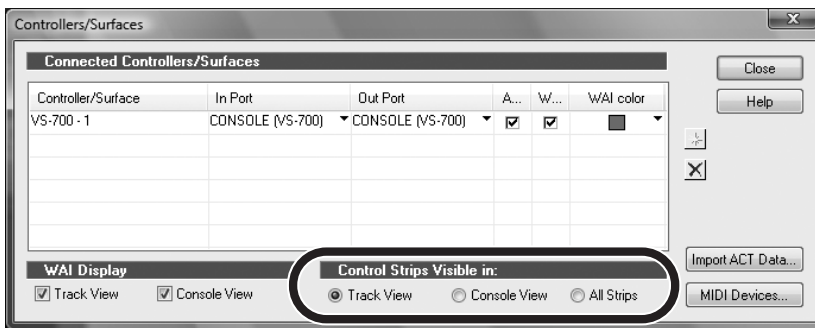 Controllers/Surfaces
X
Connected Controllers/Surfaces
Close
Controller/Surface In Port Out Port A... W... WAI color
Help
VS-700 - 1 CONSOLE (VS-700) CONSOLE (VS-700)
WAI Display
Control Strips Visible in:
Import ACT Data...
Track View Console View Track View Console View All Strips
MIDI Devices...